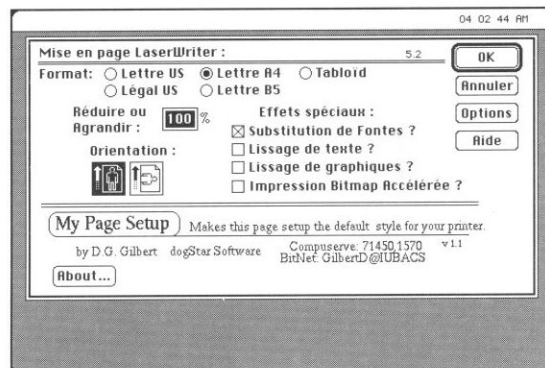 04 02 44 AM
Mise en page LaserWriter : 5.2 OK
Format: Lettre US Lettre A4 Tabloïd
Légal US Lettre B5 Annuler
Réduire ou Agrandir : 100 %
Orientation :
Effets spéciaux : Options
Substitution de Fontes ?
Lissage de texte ? Aide
Lissage de graphiques ?
Impression Bitmap Accélérée ?
My Page Setup Makes this page setup the default style for your printer.
by D.G. Gilbert dogStar Software Compuserve: 71450,1570 v 1.1
BitNet: GilbertD@IUBACS
About...